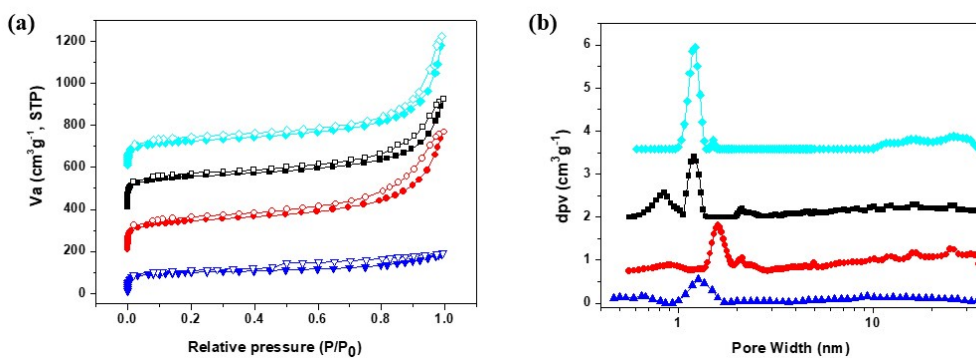 (a)
Va (cm³g⁻¹, STP)
1200
1000
800
600
400
200
0
0.0 0.2 0.4 0.6 0.8 1.0
Relative pressure (P/P₀)
(b)
dpv (cm³g⁻¹)
6
5
4
3
2
1
0
1 10
Pore Width (nm)